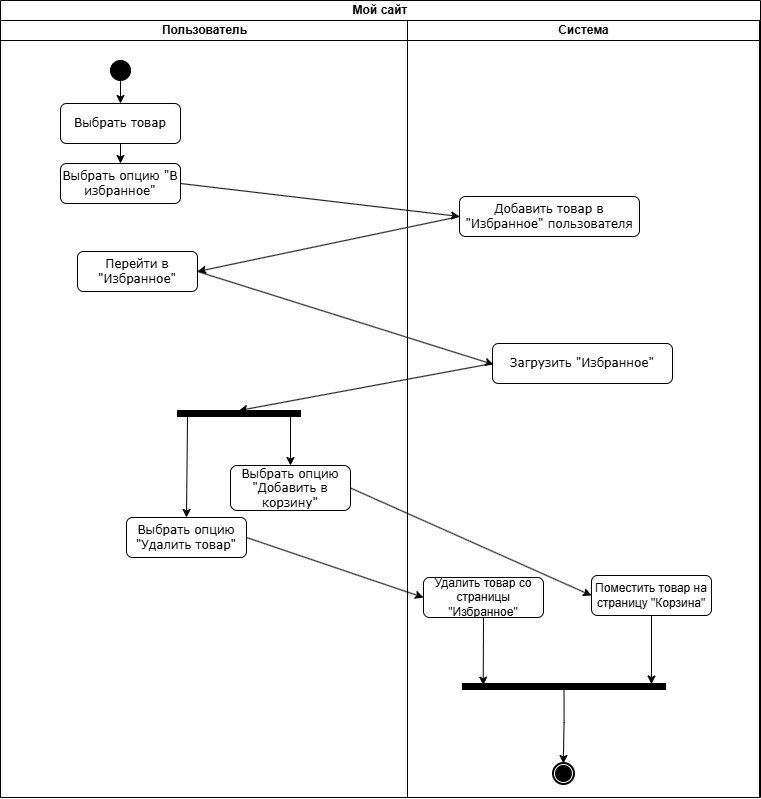 Мой сайт
Пользователь
Система
Выбрать товар
Выбрать опцию "В
избранное"
Добавить товар в
"Избранное" пользователя
Перейти в
"Избранное"
Загрузить "Избранное"
Выбрать опцию
"Добавить в
корзину"
Выбрать опцию
"Удалить товар"
Удалить товар со
страницы
"Избранное"
Поместить товар на
страницу "Корзина"